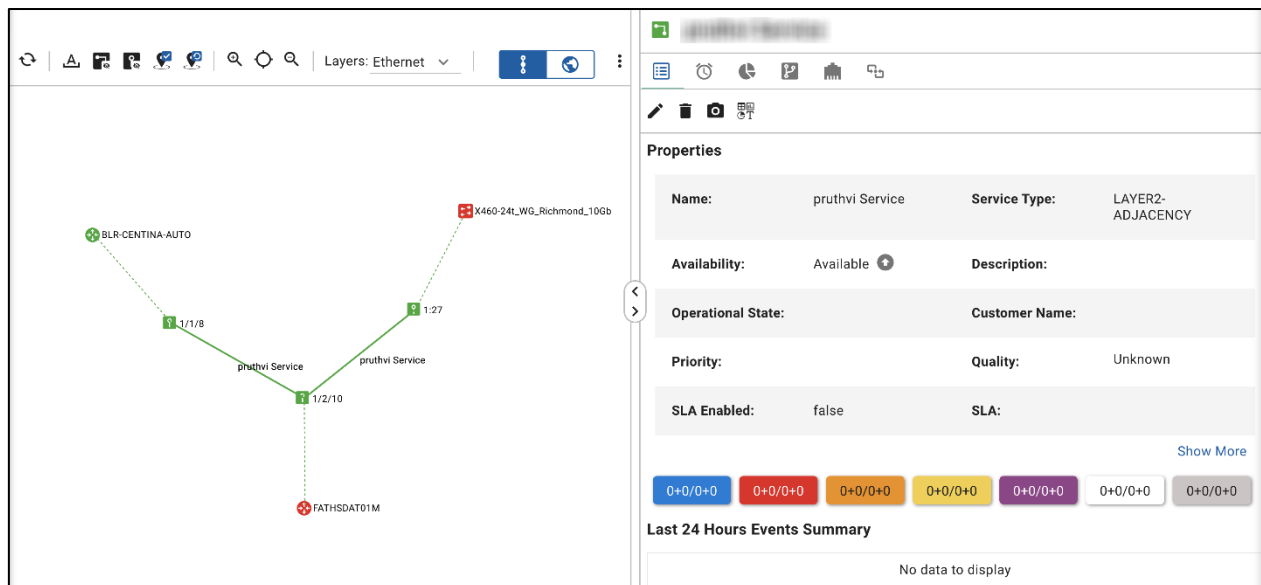 Layers: Ethernet
X460-24t_WG_Richmond_10Gb
BLR-CENTINA-AUTO
1:27
1/1/8
pruthvi Service
pruthvi Service
1/2/10
FATHSDAT01M
Properties
Name: pruthvi Service Service Type: LAYER2-
ADJACENCY
Availability: Available Description:
Operational State: Customer Name:
Priority: Quality: Unknown
SLA Enabled: false SLA:
Show More
0+0/0+0 0+0/0+0 0+0/0+0 0+0/0+0 0+0/0+0 0+0/0+0 0+0/0+0
Last 24 Hours Events Summary
No data to display